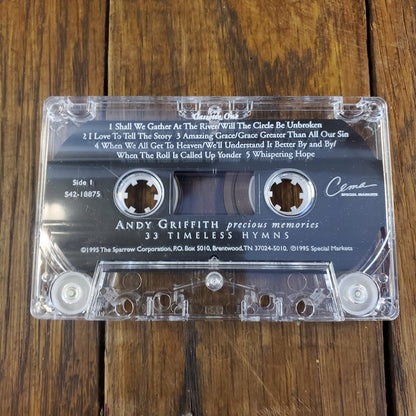 Cassette One
1 Shall We Gather At The River/Will The Circle Be Unbroken
2 I Love To Tell The Story 3 Amazing Grace/Grace Greater Than All Our Sin
4 When We All Get To Heaven/We'll Understand It Better By and By/
When The Roll Is Called Up Yonder 5 Whispering Hope
Side 1
S42-18875
Cema
SPECIAL MARKETS
ANDY GRIFFITH precious memories
33 TIMELESS HYMNS
©1995 The Sparrow Corporation, P.O. Box 5010, Brentwood, TN 37024-5010. ℗1995 Special Markets